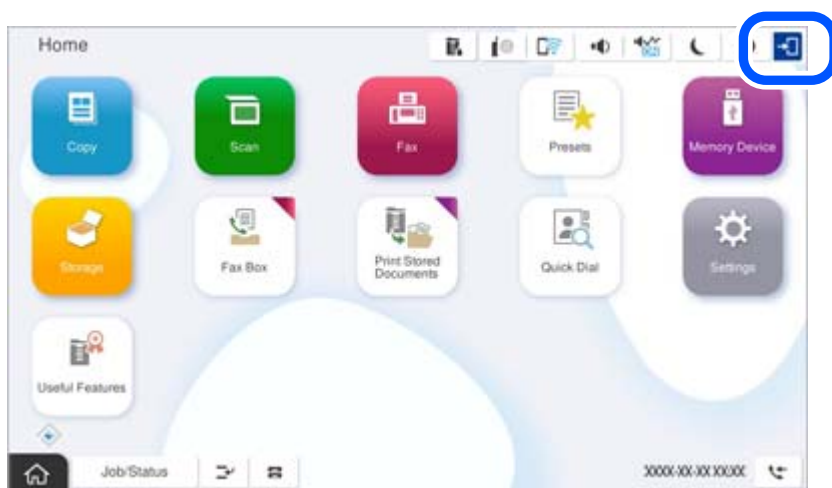 Home
Copy
Scan
Fax
Presets
Memory Device
Storage
Fax Box
Print Stored
Documents
Quick Dial
Settings
Useful Features
Job/Status
XXXX-XX-XX XX:XX